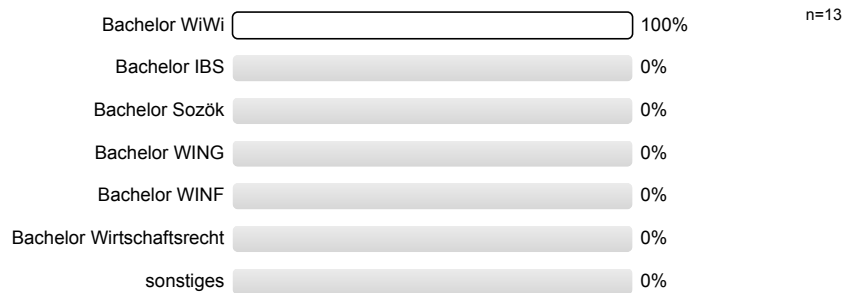 Bachelor WiWi 100% n=13
Bachelor IBS 0%
Bachelor Sozök 0%
Bachelor WING 0%
Bachelor WINF 0%
Bachelor Wirtschaftsrecht 0%
sonstiges 0%